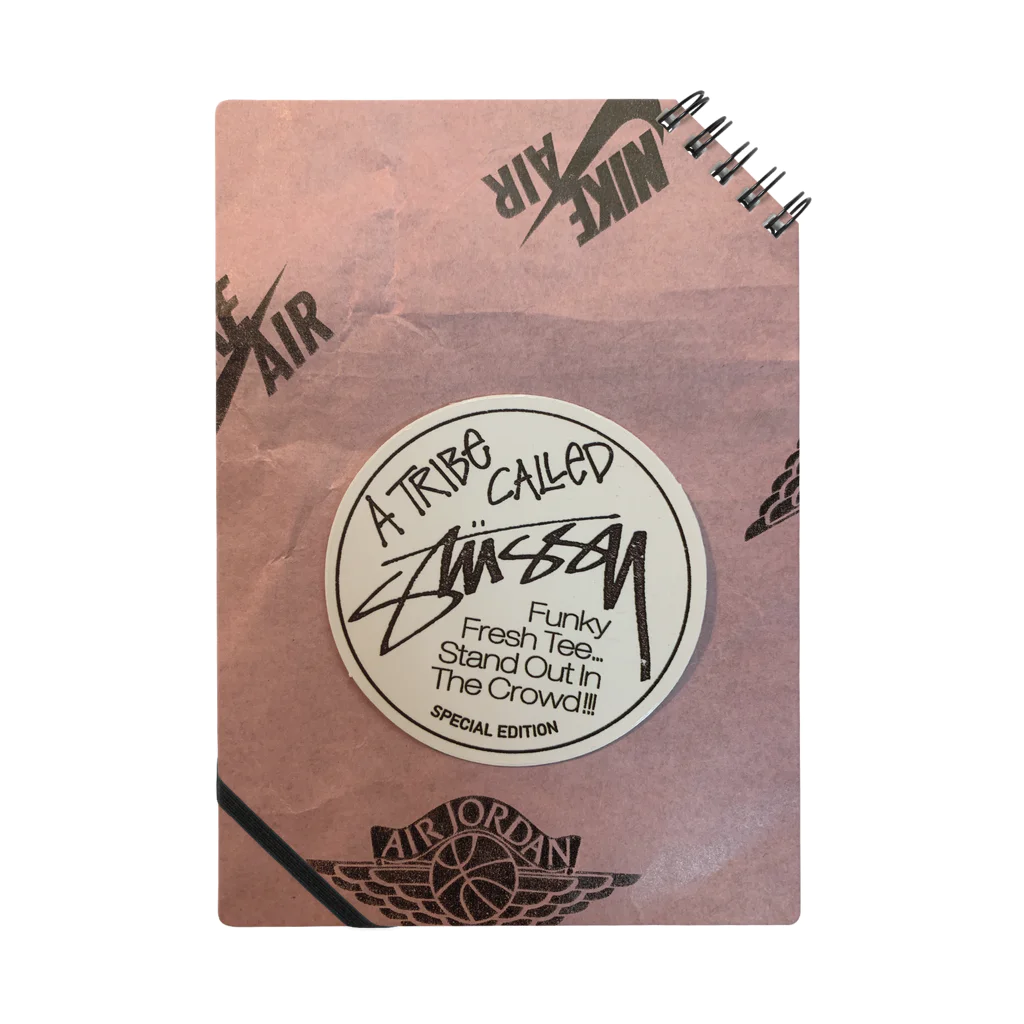 NIKE
AIR
AIR
A TRIBE CALLED
Stüssy
Funky
Fresh Tee...
Stand Out In
The Crowd!!!
SPECIAL EDITION
AIR JORDAN